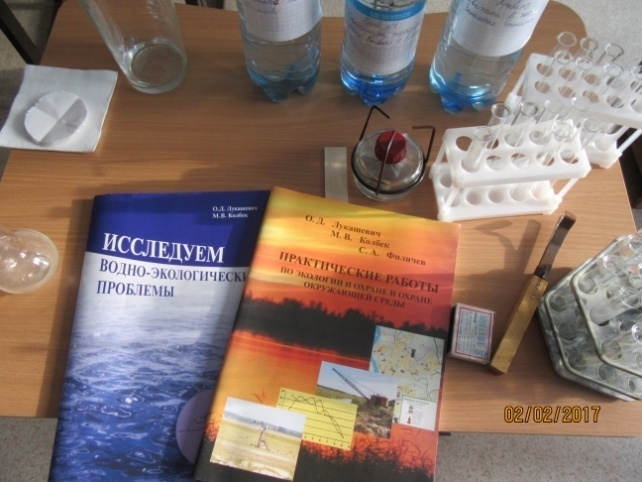 О.Д. Лукашевич
М.В. Колбек
ИССЛЕДУЕМ
ВОДНО-ЭКОЛОГИЧЕСКИ
ПРОБЛЕМЫ
О. Д. Лукашевич
М. В. Колбек
С. А. Филичев
ПРАКТИЧЕСКИЕ РАБОТЫ
ПО ЭКОЛОГИИ И ОХРАНЕ И ОХРАНЕ
ОКРУЖАЮЩЕЙ СРЕДЫ
02/02/2017